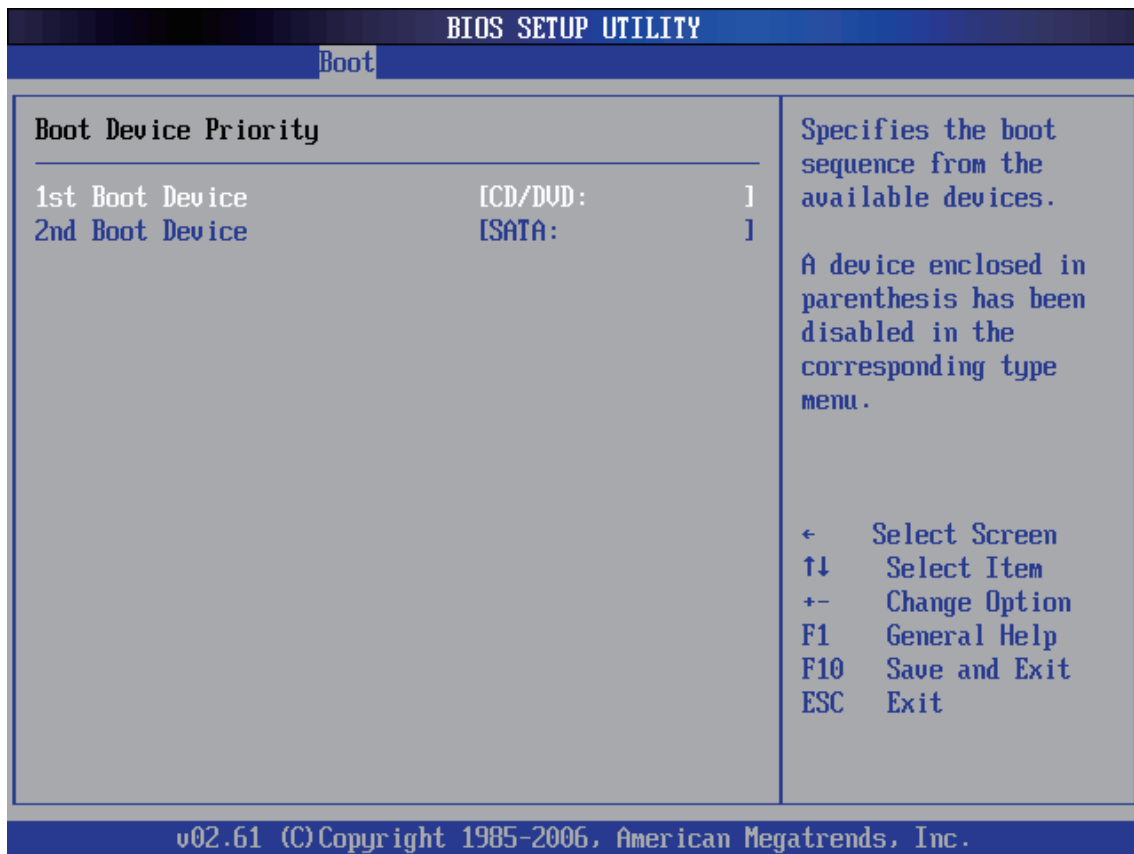 BIOS SETUP UTILITY
Boot
Boot Device Priority
1st Boot Device [CD/DVD: ]
2nd Boot Device [SATA: ]
Specifies the boot
sequence from the
available devices.
A device enclosed in
parenthesis has been
disabled in the
corresponding type
menu.
← Select Screen
↑↓ Select Item
+- Change Option
F1 General Help
F10 Save and Exit
ESC Exit
v02.61 (C)Copyright 1985-2006, American Megatrends, Inc.